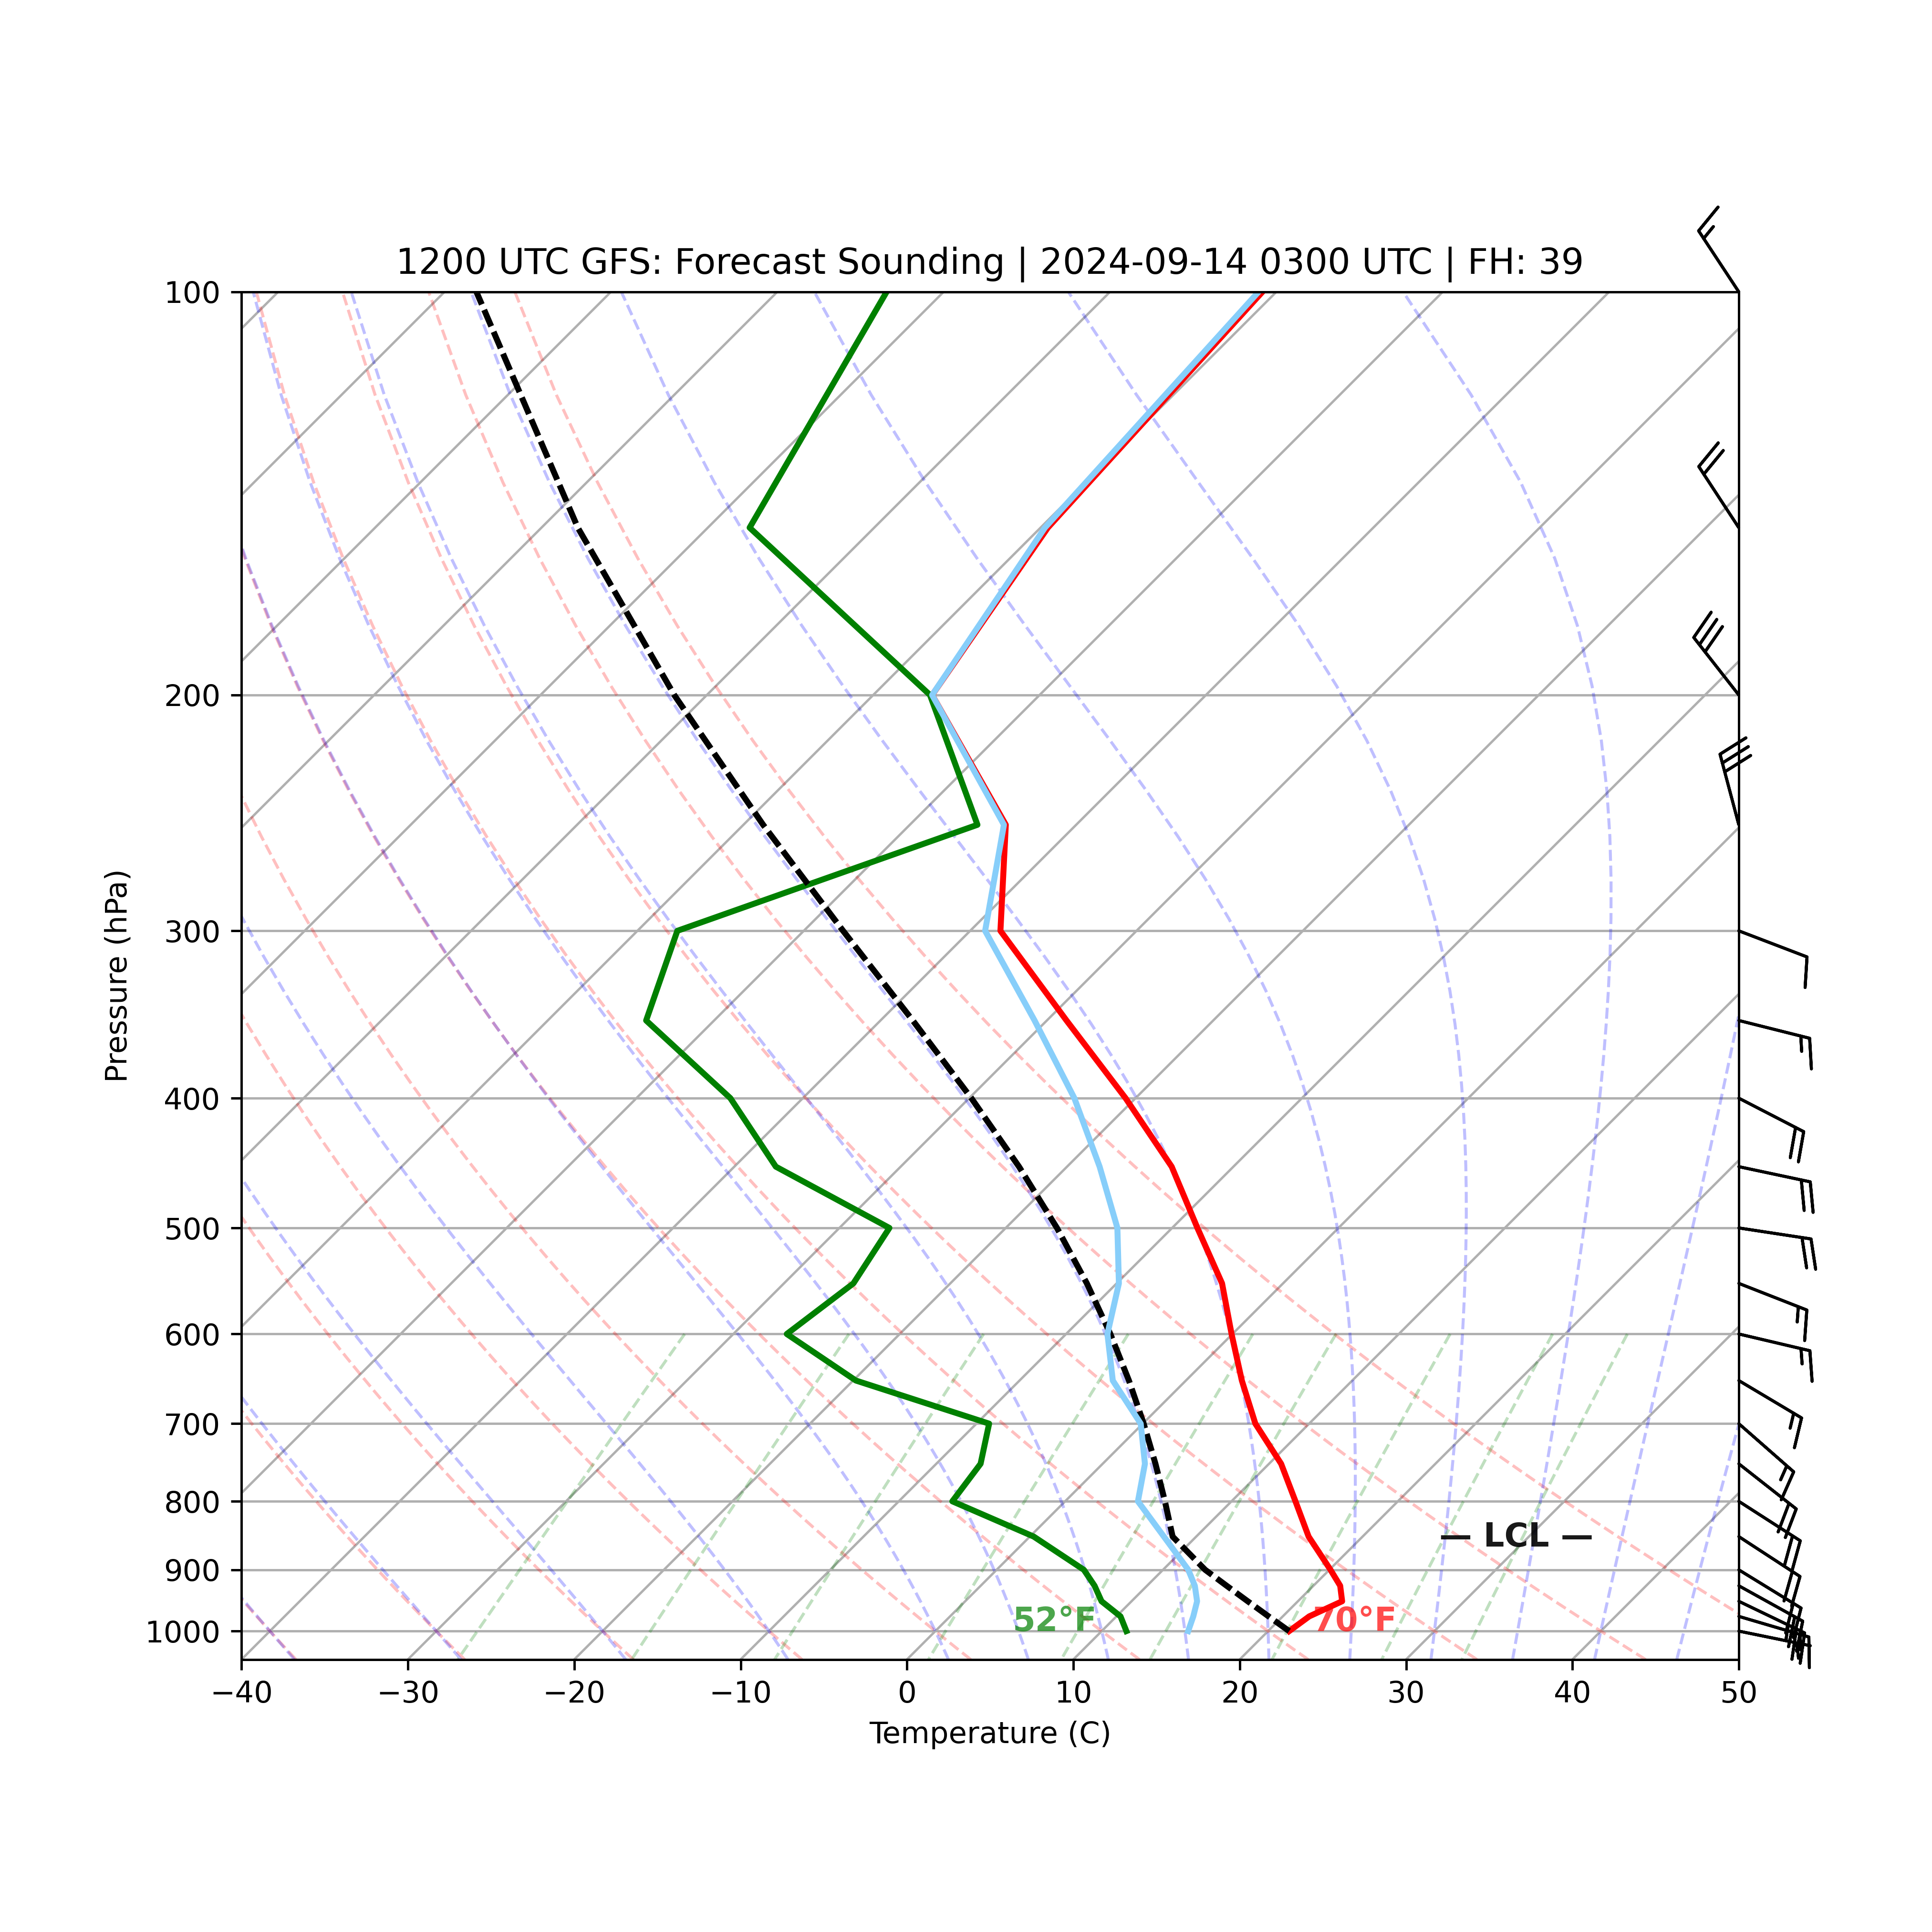 1200 UTC GFS: Forecast Sounding | 2024-09-14 0300 UTC | FH: 39
100
200
300
400
500
600
700
800
900
1000
Pressure (hPa)
— LCL —
52°F
70°F
−40 −30 −20 −10 0 10 20 30 40 50
Temperature (C)